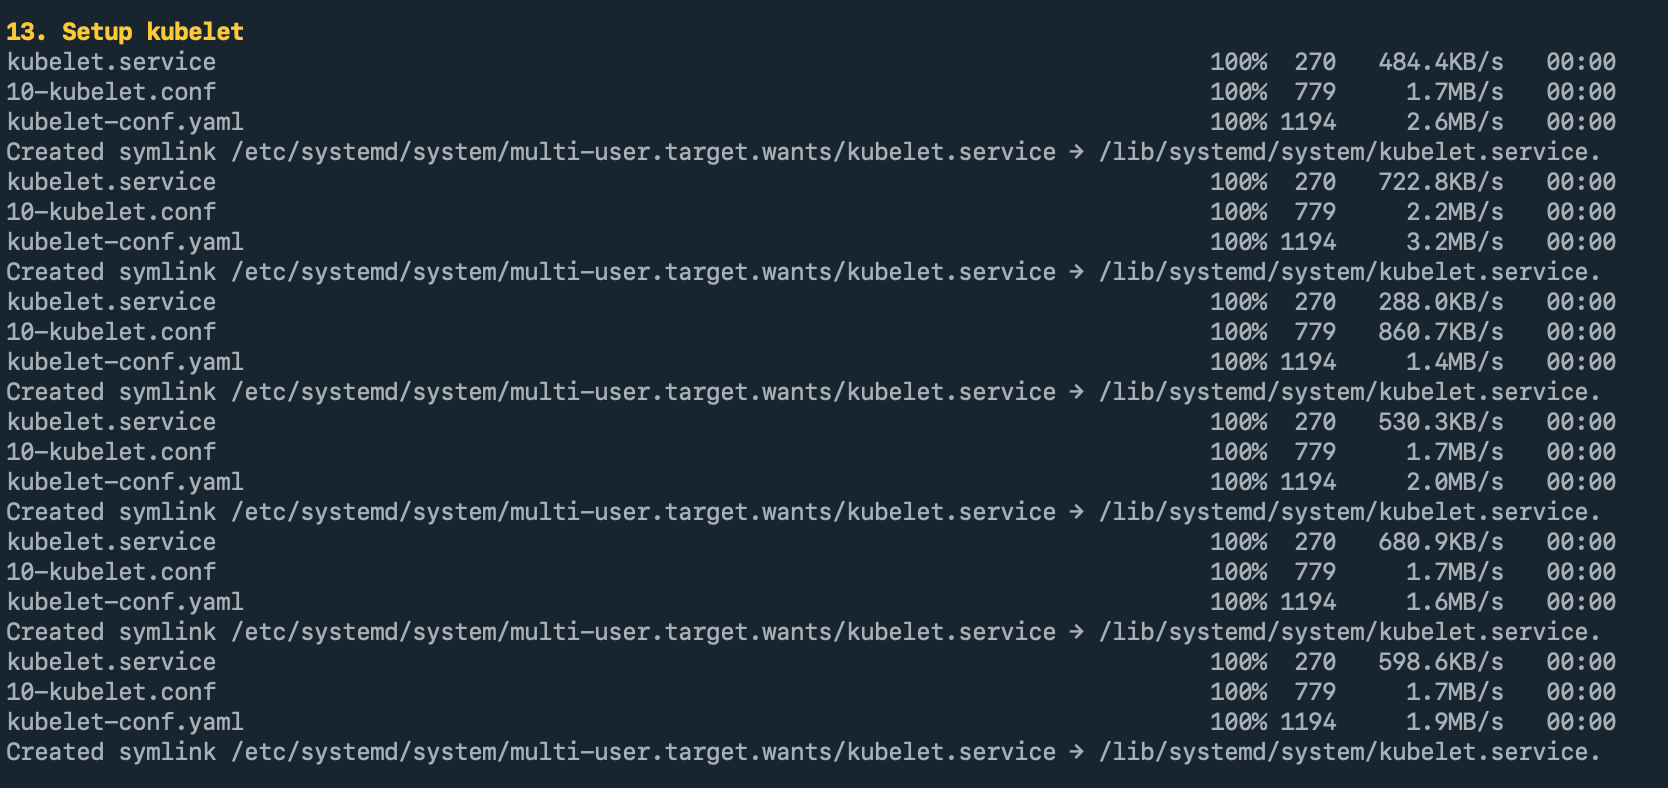 13. Setup kubelet
kubelet.service 100% 270 484.4KB/s 00:00
10-kubelet.conf 100% 779 1.7MB/s 00:00
kubelet-conf.yaml 100% 1194 2.6MB/s 00:00
Created symlink /etc/systemd/system/multi-user.target.wants/kubelet.service → /lib/systemd/system/kubelet.service.
kubelet.service 100% 270 722.8KB/s 00:00
10-kubelet.conf 100% 779 2.2MB/s 00:00
kubelet-conf.yaml 100% 1194 3.2MB/s 00:00
Created symlink /etc/systemd/system/multi-user.target.wants/kubelet.service → /lib/systemd/system/kubelet.service.
kubelet.service 100% 270 288.0KB/s 00:00
10-kubelet.conf 100% 779 860.7KB/s 00:00
kubelet-conf.yaml 100% 1194 1.4MB/s 00:00
Created symlink /etc/systemd/system/multi-user.target.wants/kubelet.service → /lib/systemd/system/kubelet.service.
kubelet.service 100% 270 530.3KB/s 00:00
10-kubelet.conf 100% 779 1.7MB/s 00:00
kubelet-conf.yaml 100% 1194 2.0MB/s 00:00
Created symlink /etc/systemd/system/multi-user.target.wants/kubelet.service → /lib/systemd/system/kubelet.service.
kubelet.service 100% 270 680.9KB/s 00:00
10-kubelet.conf 100% 779 1.7MB/s 00:00
kubelet-conf.yaml 100% 1194 1.6MB/s 00:00
Created symlink /etc/systemd/system/multi-user.target.wants/kubelet.service → /lib/systemd/system/kubelet.service.
kubelet.service 100% 270 598.6KB/s 00:00
10-kubelet.conf 100% 779 1.7MB/s 00:00
kubelet-conf.yaml 100% 1194 1.9MB/s 00:00
Created symlink /etc/systemd/system/multi-user.target.wants/kubelet.service → /lib/systemd/system/kubelet.service.